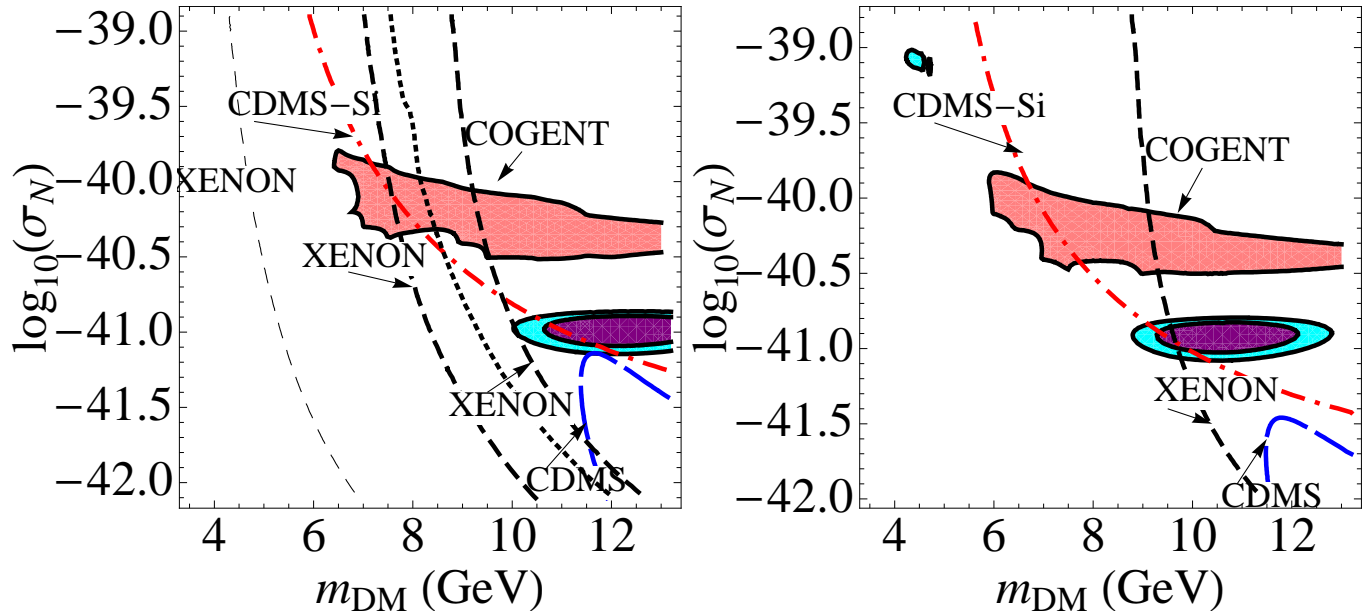 −39.0
−39.5
−40.0
−40.5
−41.0
−41.5
−42.0
log10(σN)
CDMS−Si
COGENT
XENON
XENON
XENON
CDMS
4 6 8 10 12
mDM (GeV)
−39.0
−39.5
−40.0
−40.5
−41.0
−41.5
−42.0
log10(σN)
CDMS−Si
COGENT
XENON
CDMS
4 6 8 10 12
mDM (GeV)